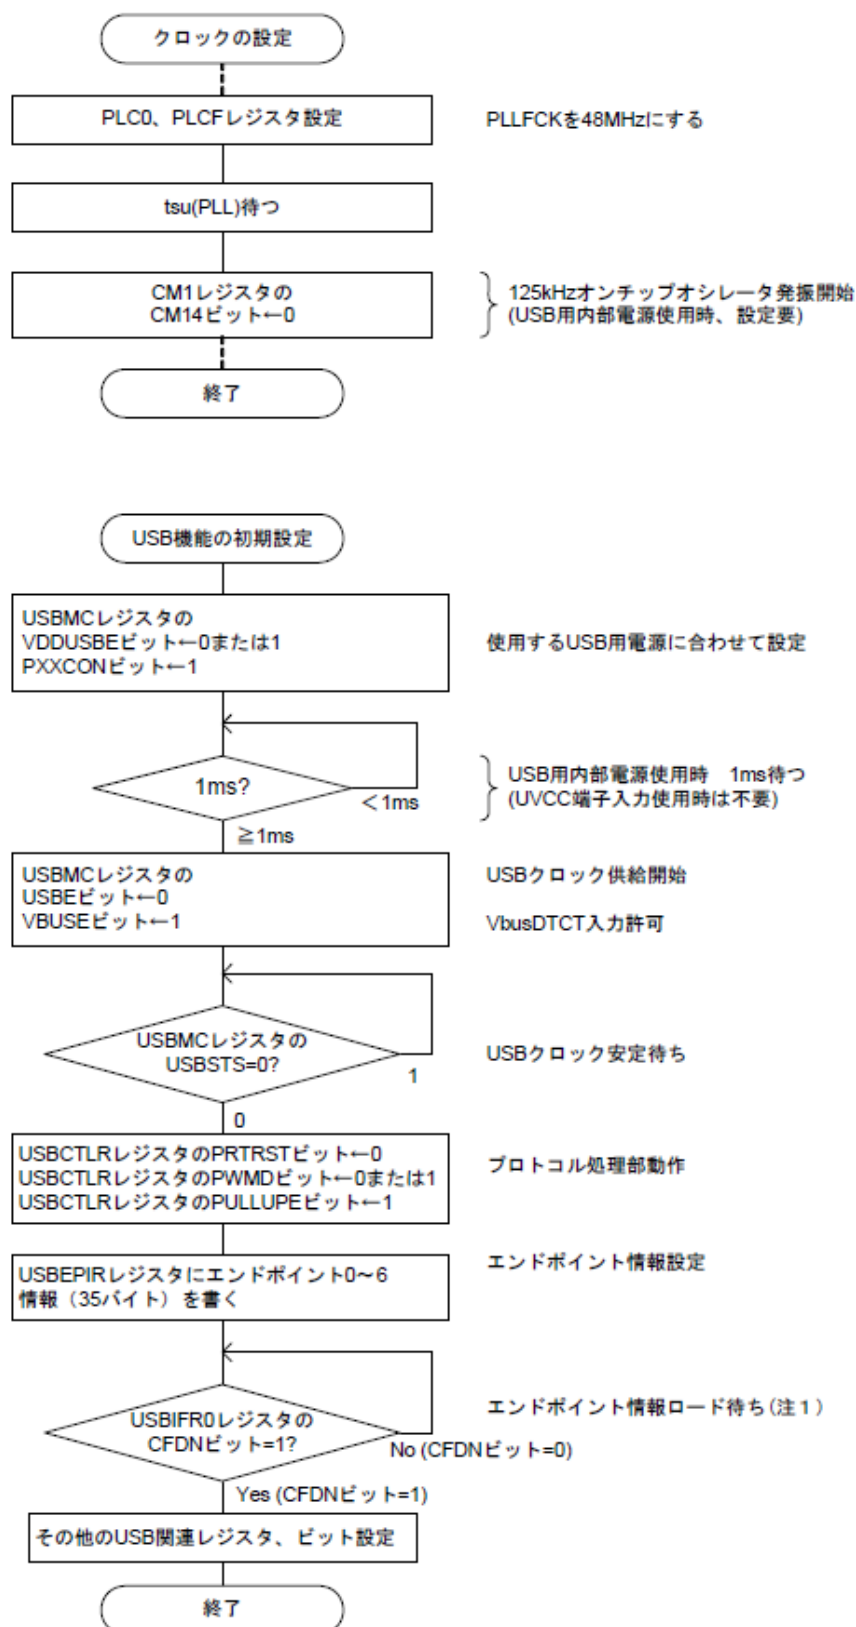 クロックの設定
PLC0、PLCFレジスタ設定
PLLFCKを48MHzにする
tsu(PLL)待つ
CM1レジスタの
CM14ビット←0
125kHzオンチップオシレータ発振開始
(USB用内部電源使用時、設定要)
終了
USB機能の初期設定
USBMCレジスタの
VDDUSBEビット←0または1
PXXCONビット←1
使用するUSB用電源に合わせて設定
1ms?
＜1ms
≧1ms
USB用内部電源使用時　1ms待つ
(UVCC端子入力使用時は不要)
USBMCレジスタの
USBEビット←0
VBUSEビット←1
USBクロック供給開始
VbusDTCT入力許可
USBMCレジスタの
USBSTS=0?
1
0
USBクロック安定待ち
USBCTLRレジスタのPRTRSTビット←0
USBCTLRレジスタのPWMDビット←0または1
USBCTLRレジスタのPULLUPEビット←1
プロトコル処理部動作
USBEPIRレジスタにエンドポイント0～6
情報（35バイト）を書く
エンドポイント情報設定
USBIFR0レジスタの
CFDNビット=1?
No (CFDNビット=0)
Yes (CFDNビット=1)
エンドポイント情報ロード待ち(注１)
その他のUSB関連レジスタ、ビット設定
終了